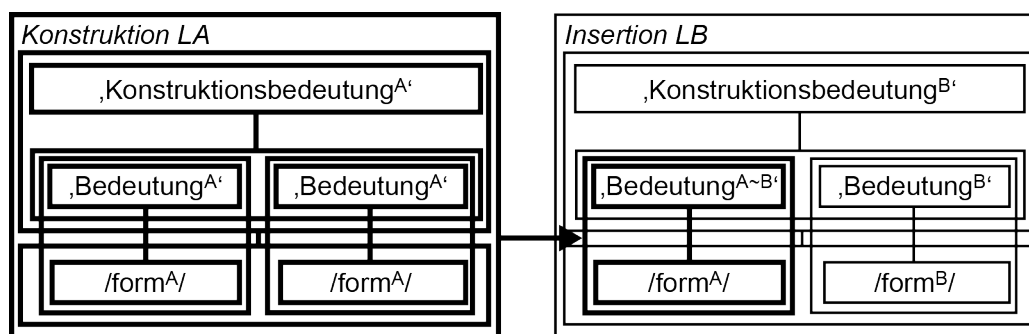 Konstruktion LA
‚Konstruktionsbedeutungᴬ‘
‚Bedeutungᴬ‘ ‚Bedeutungᴬ‘
/formᴬ/ /formᴬ/
Insertion LB
‚Konstruktionsbedeutungᴮ‘
‚Bedeutungᴬ~ᴮ‘ ‚Bedeutungᴮ‘
/formᴬ/ /formᴮ/